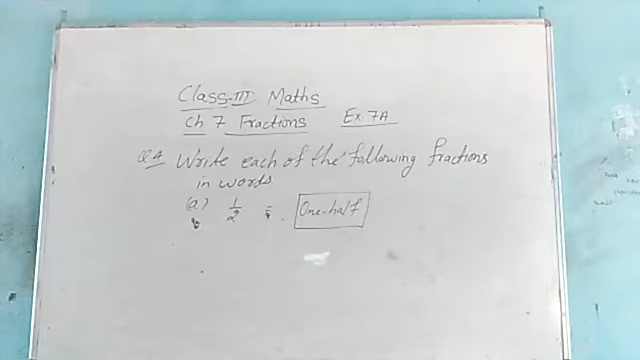 Class-III Maths
Ch 7 Fractions Ex. 7A
Q4 Write each of the following fractions
in words
(a) 1/2 = One-half